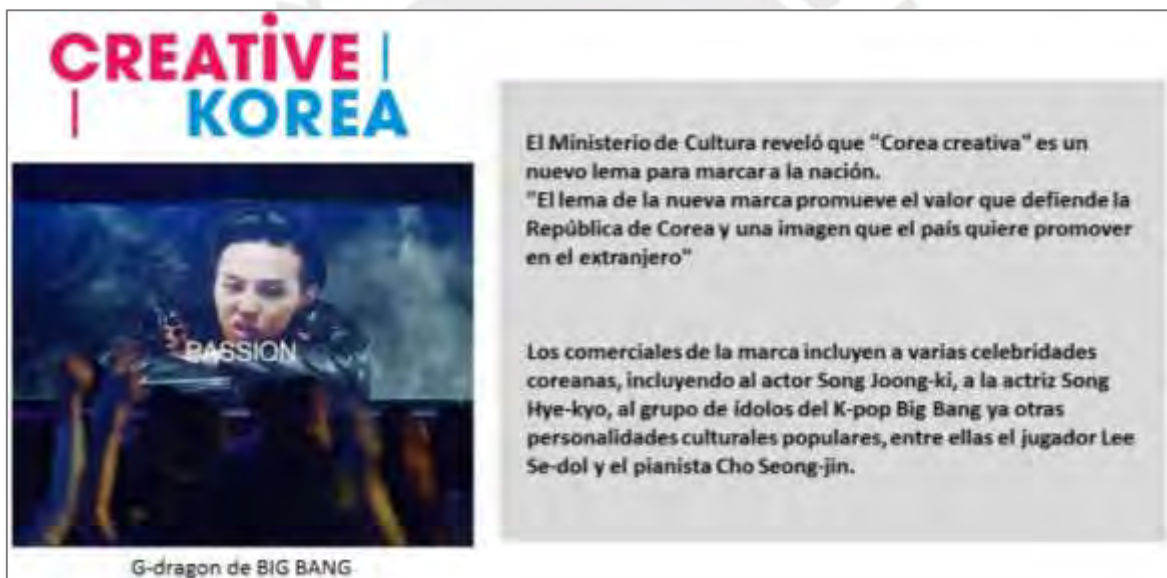 CREATIVE
KOREA
PASSION
G-dragon de BIG BANG
El Ministerio de Cultura reveló que "Corea creativa" es un
nuevo lema para marcar a la nación.
"El lema de la nueva marca promueve el valor que defiende la
República de Corea y una imagen que el país quiere promover
en el extranjero"
Los comerciales de la marca incluyen a varias celebridades
coreanas, incluyendo al actor Song Joong-ki, a la actriz Song
Hye-kyo, al grupo de ídolos del K-pop Big Bang ya otras
personalidades culturales populares, entre ellas el jugador Lee
Se-dol y el pianista Cho Seong-jin.